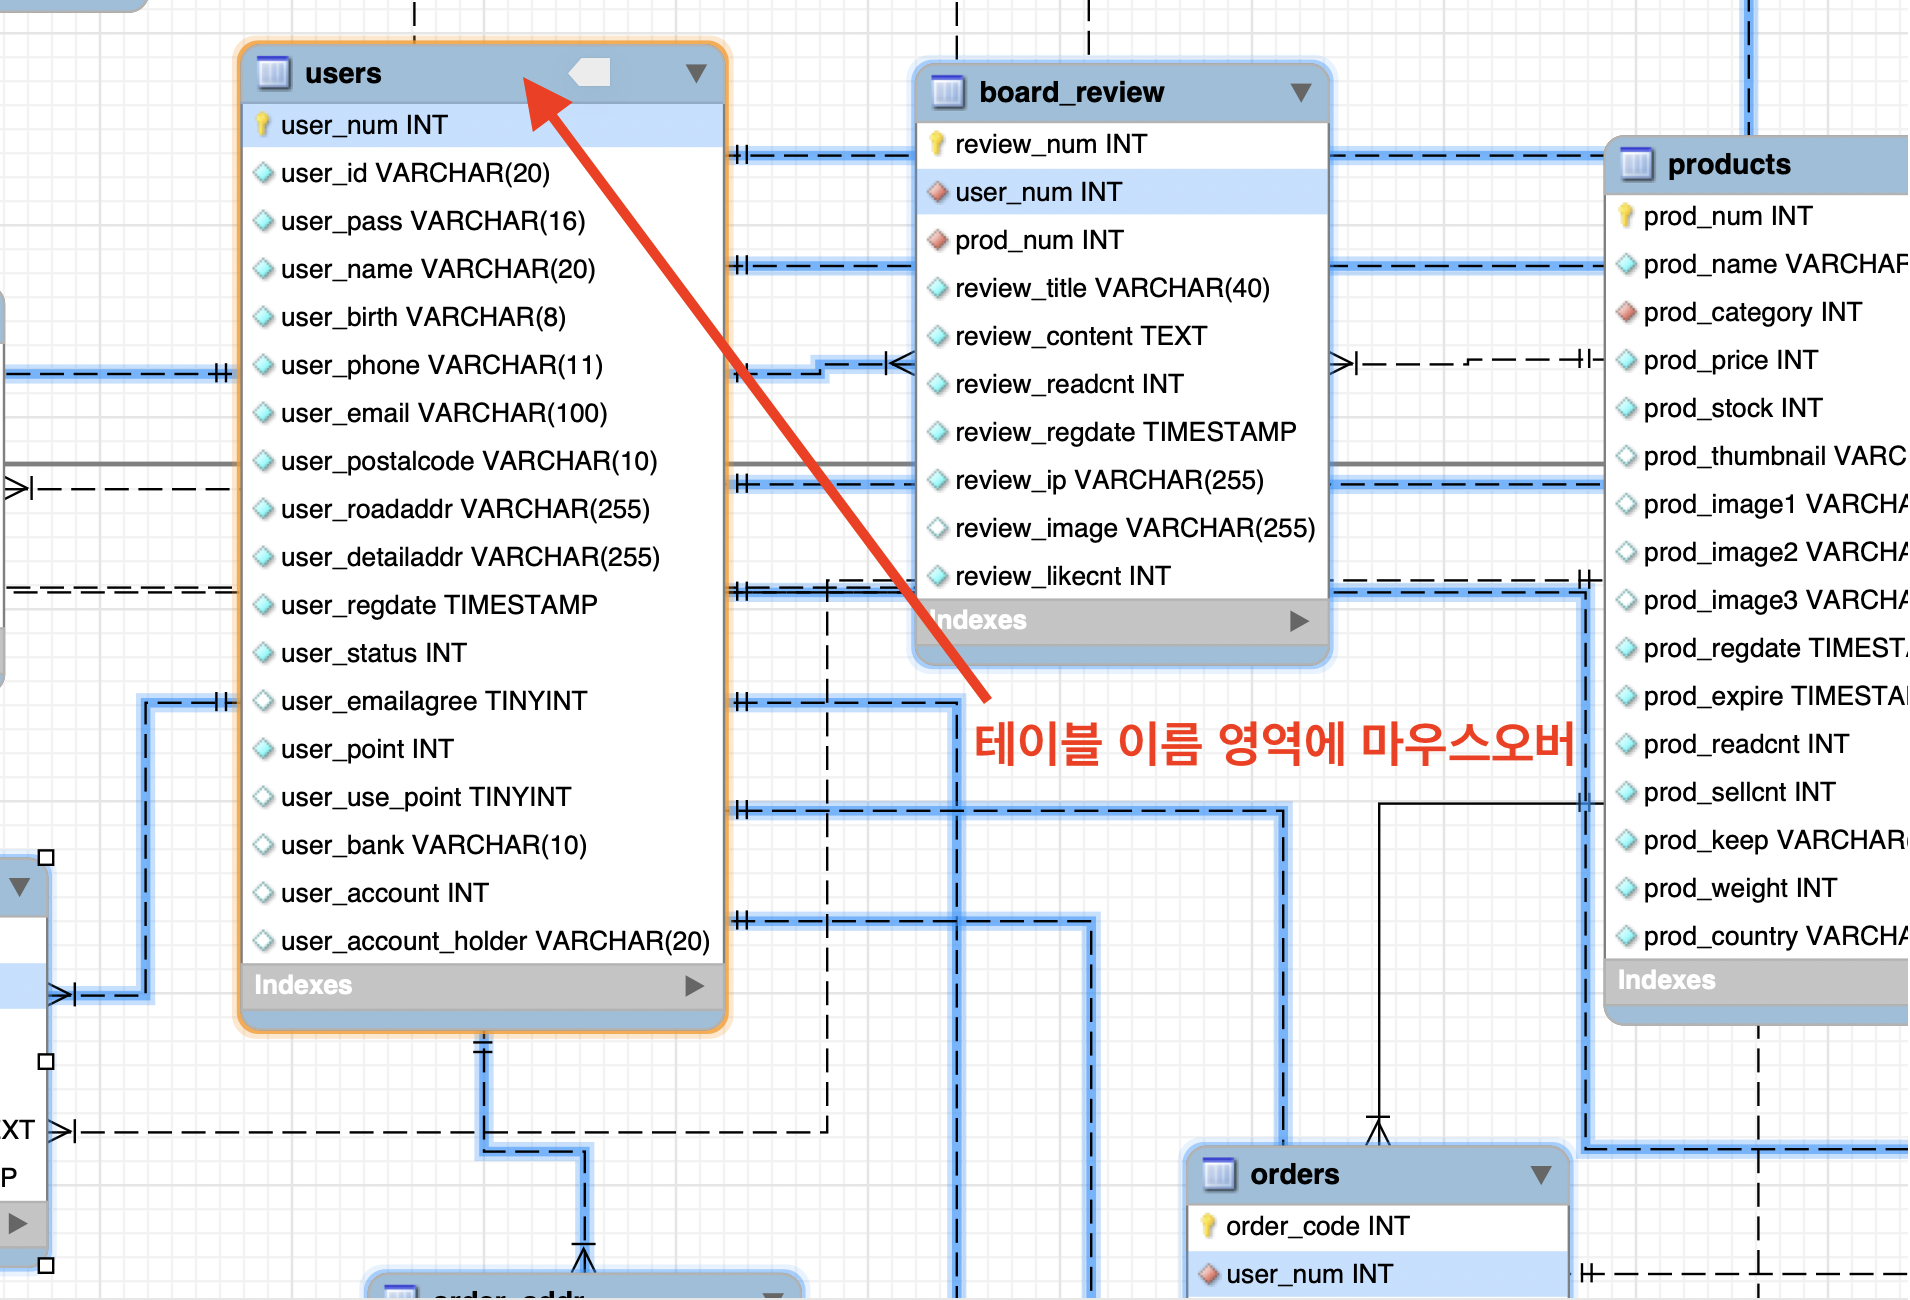 users
user_num INT
user_id VARCHAR(20)
user_pass VARCHAR(16)
user_name VARCHAR(20)
user_birth VARCHAR(8)
user_phone VARCHAR(11)
user_email VARCHAR(100)
user_postalcode VARCHAR(10)
user_roadaddr VARCHAR(255)
user_detailaddr VARCHAR(255)
user_regdate TIMESTAMP
user_status INT
user_emailagree TINYINT
user_point INT
user_use_point TINYINT
user_bank VARCHAR(10)
user_account INT
user_account_holder VARCHAR(20)
Indexes
board_review
review_num INT
user_num INT
prod_num INT
review_title VARCHAR(40)
review_content TEXT
review_readcnt INT
review_regdate TIMESTAMP
review_ip VARCHAR(255)
review_image VARCHAR(255)
review_likecnt INT
Indexes
테이블 이름 영역에 마우스오버
products
prod_num INT
prod_name VARCHAR
prod_category INT
prod_price INT
prod_stock INT
prod_thumbnail VARC
prod_image1 VARCHA
prod_image2 VARCHA
prod_image3 VARCHA
prod_regdate TIMEST
prod_expire TIMESTA
prod_readcnt INT
prod_sellcnt INT
prod_keep VARCHAR
prod_weight INT
prod_country VARCHA
Indexes
orders
order_code INT
user_num INT
EXT
P
order_addr